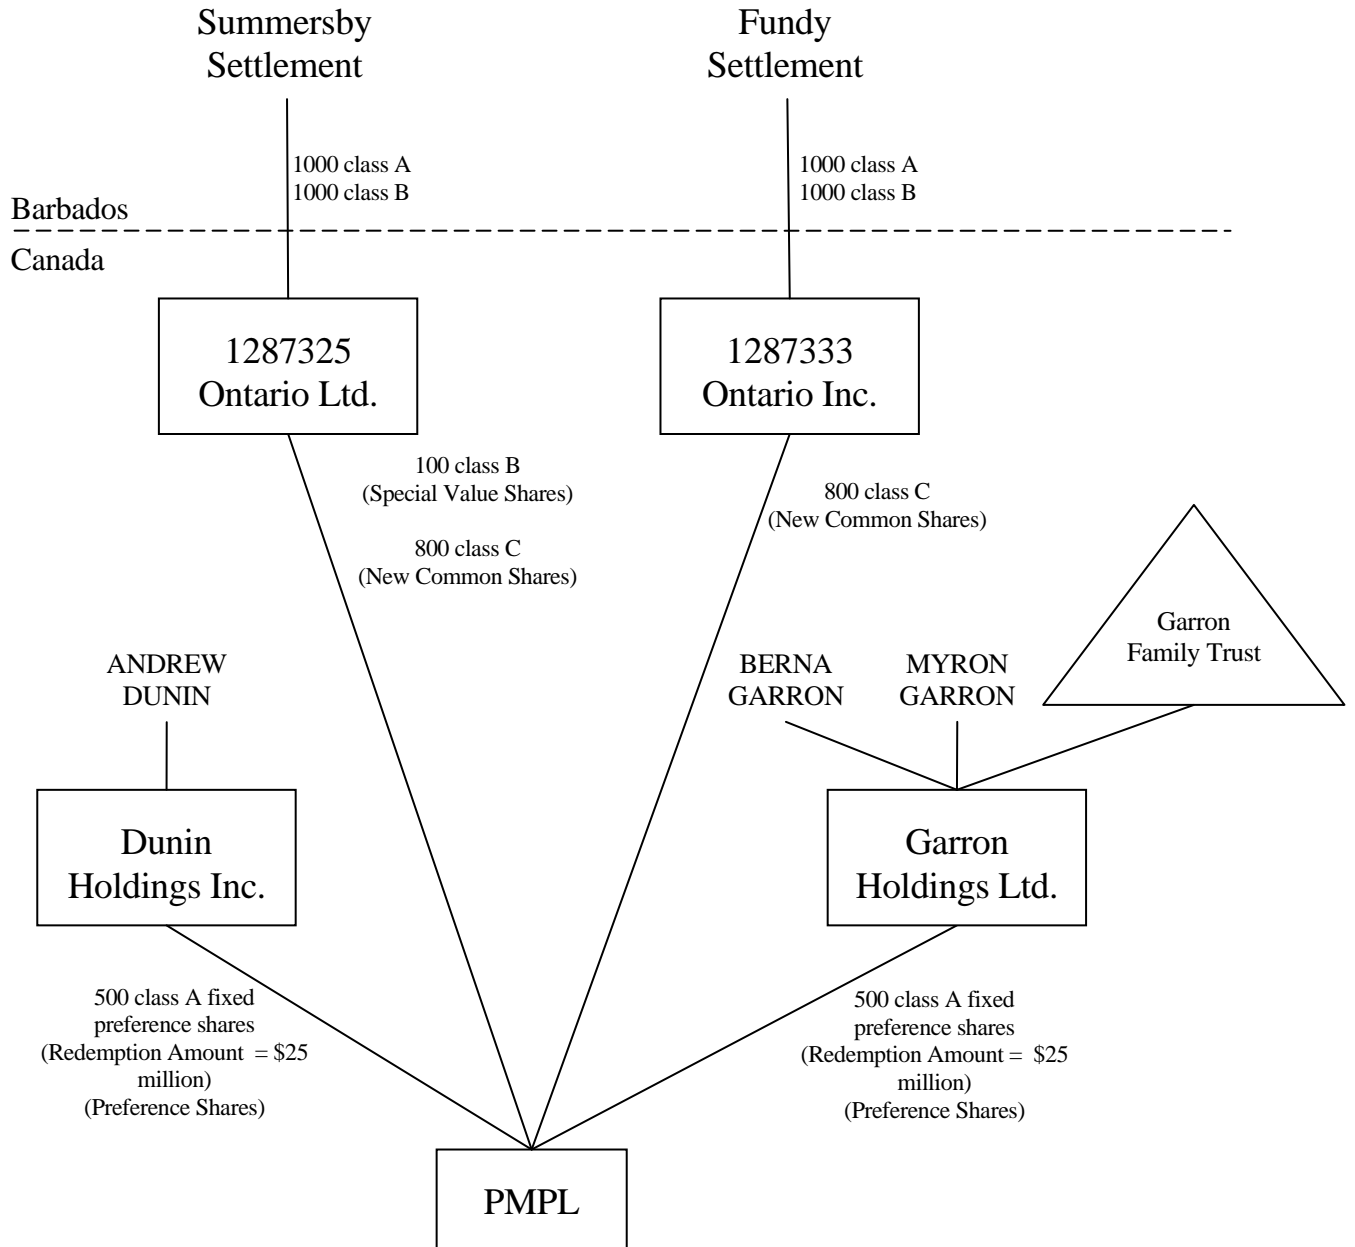 Summersby
Settlement
Fundy
Settlement
1000 class A
1000 class B
1000 class A
1000 class B
Barbados
Canada
1287325
Ontario Ltd.
1287333
Ontario Inc.
100 class B
(Special Value Shares)
800 class C
(New Common Shares)
800 class C
(New Common Shares)
Garron
Family Trust
ANDREW
DUNIN
BERNA
GARRON
MYRON
GARRON
Dunin
Holdings Inc.
Garron
Holdings Ltd.
500 class A fixed
preference shares
(Redemption Amount = $25
million)
(Preference Shares)
500 class A fixed
preference shares
(Redemption Amount = $25
million)
(Preference Shares)
PMPL